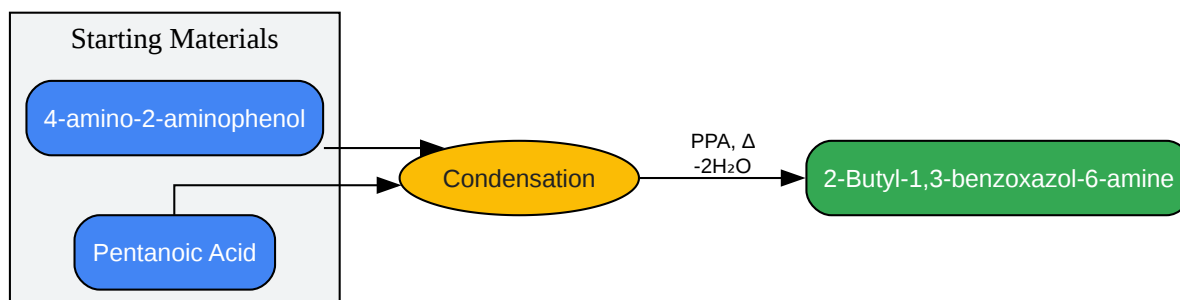 Starting Materials
4-amino-2-aminophenol
Pentanoic Acid
Condensation
PPA, Δ
-2H₂O
2-Butyl-1,3-benzoxazol-6-amine